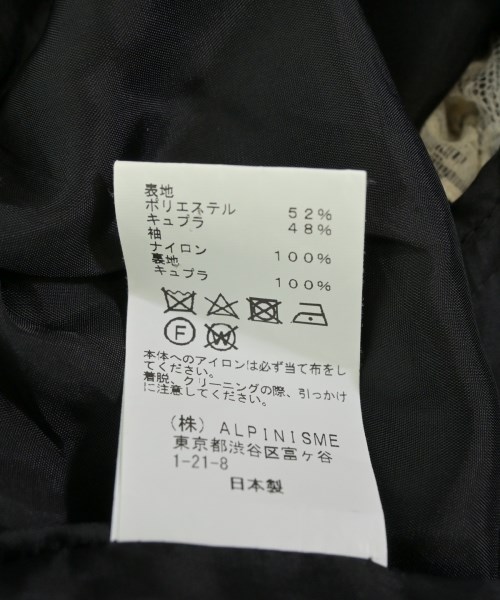 表地
ポリエステル 52%
キュプラ 48%
袖
ナイロン 100%
裏地
キュプラ 100%
F W
本体へのアイロンは必ず当て布をし
てください。
着脱、クリーニングの際、引っかけ
に注意してください。
(株) ALPINISME
東京都渋谷区富ヶ谷
1-21-8
日本製